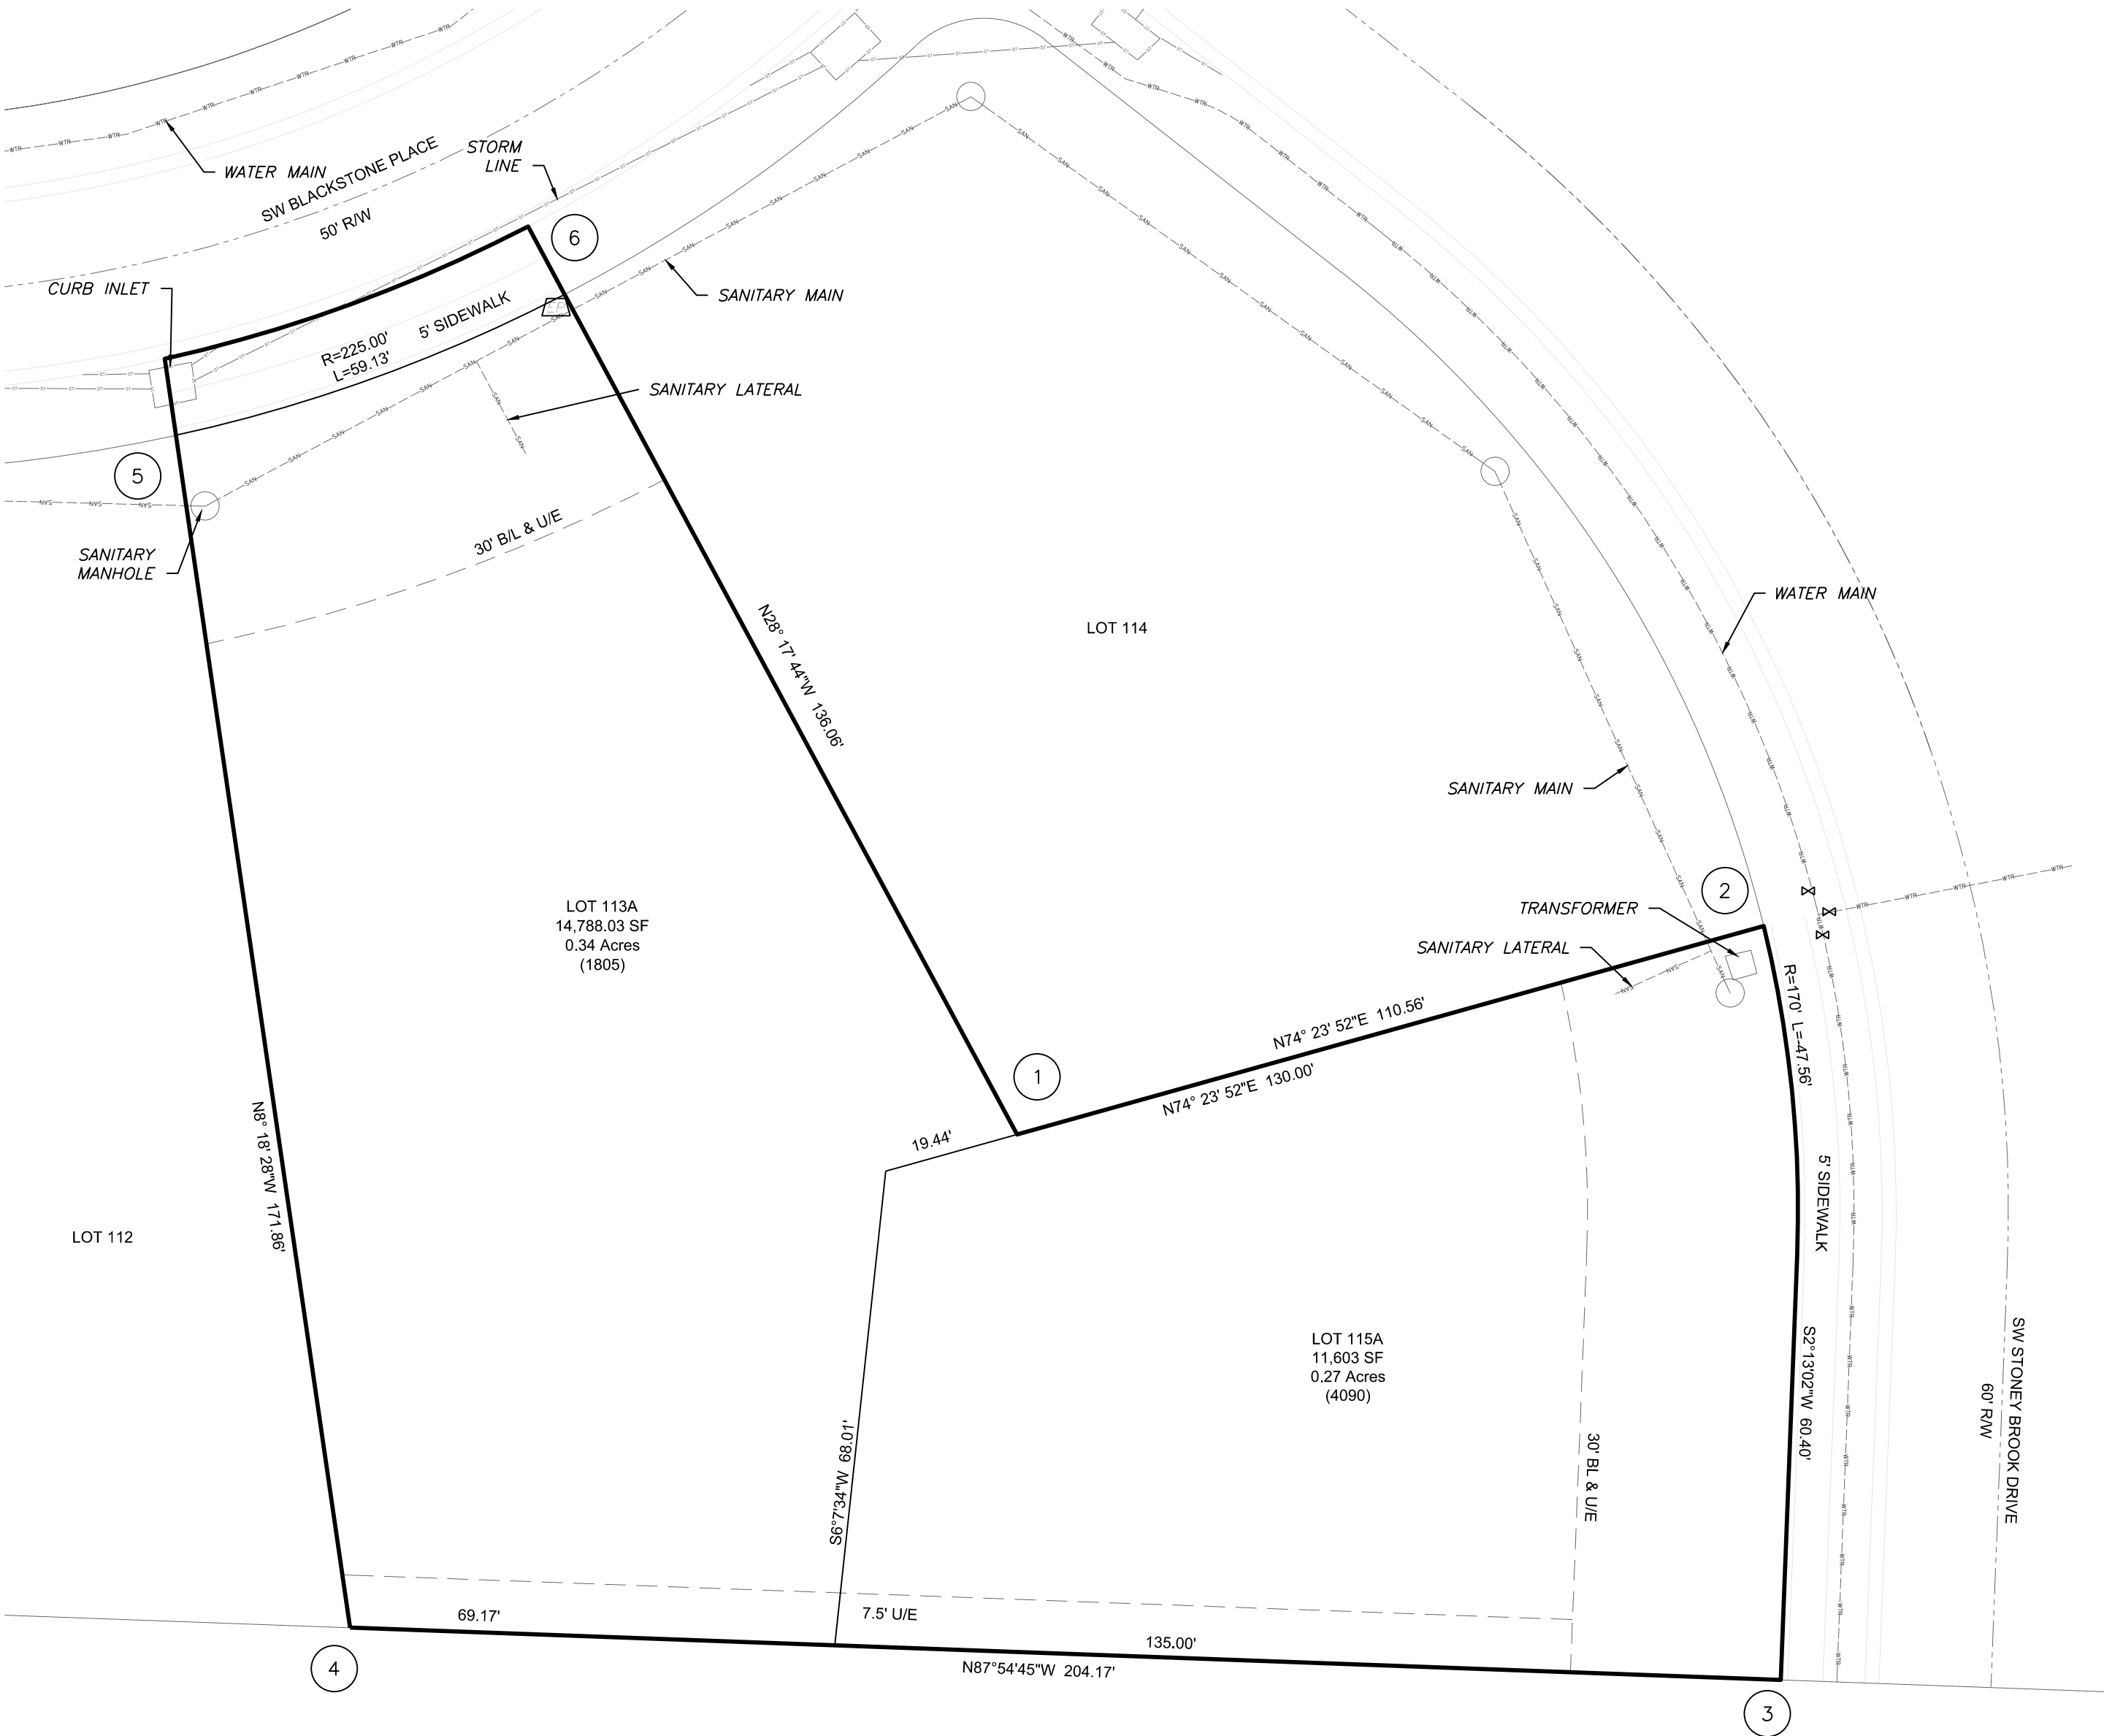 WATER MAIN
SW BLACKSTONE PLACE
50' R/W
STORM
LINE
6
CURB INLET
SANITARY MAIN
5' SIDEWALK
R=225.00'
L=59.13'
SANITARY LATERAL
5
SANITARY
MANHOLE
30' B/L & U/E
N28° 17' 44"W 136.06'
LOT 114
WATER MAIN
SANITARY MAIN
2
TRANSFORMER
SANITARY LATERAL
LOT 113A
14,788.03 SF
0.34 Acres
(1805)
R=170' L=47.56'
N74° 23' 52"E 110.56'
N74° 23' 52"E 130.00'
1
19.44'
N8° 18' 28"W 171.86'
LOT 112
5' SIDEWALK
LOT 115A
11,603 SF
0.27 Acres
(4090)
S2°13'02"W 60.40'
SW STONEY BROOK DRIVE
60' R/W
S6°7'34"W 68.01'
30' BL & U/E
69.17'
7.5' U/E
135.00'
N87°54'45"W 204.17'
4
3